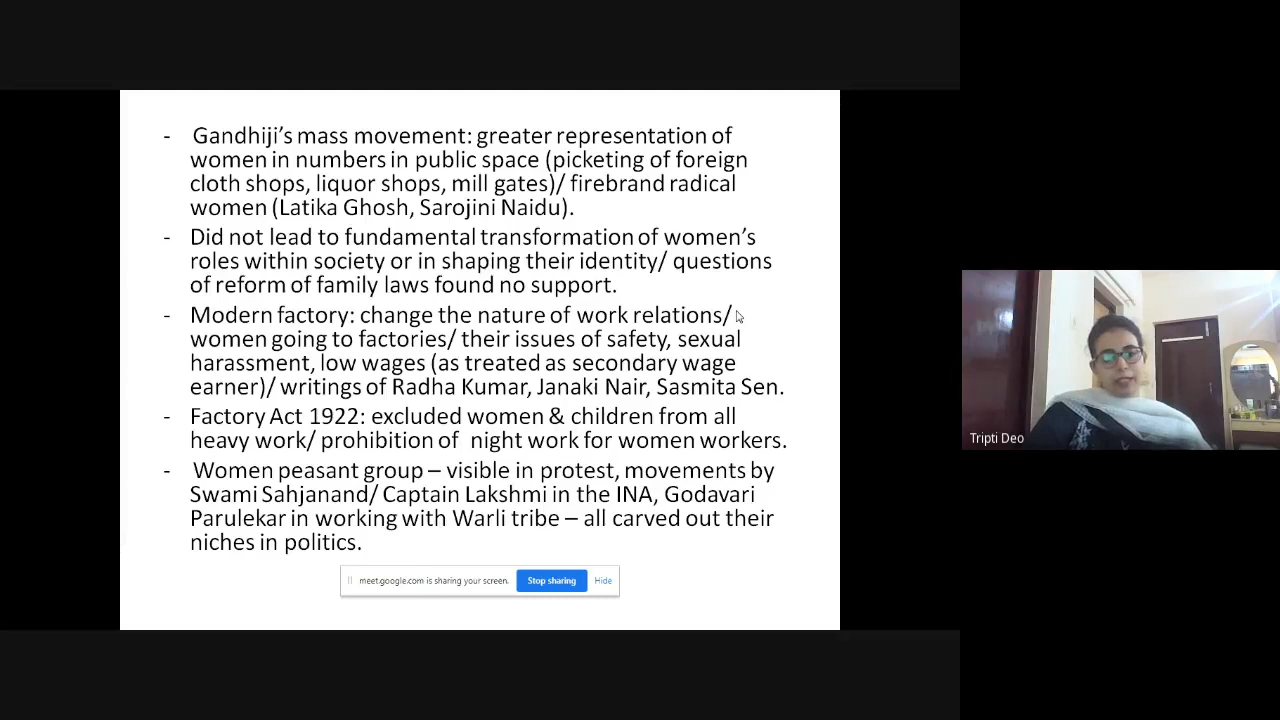 - Gandhiji's mass movement: greater representation of
women in numbers in public space (picketing of foreign
cloth shops, liquor shops, mill gates)/ firebrand radical
women (Latika Ghosh, Sarojini Naidu).
- Did not lead to fundamental transformation of women's
roles within society or in shaping their identity/ questions
of reform of family laws found no support.
- Modern factory: change the nature of work relations/
women going to factories/ their issues of safety, sexual
harassment, low wages (as treated as secondary wage
earner)/ writings of Radha Kumar, Janaki Nair, Sasmita Sen.
- Factory Act 1922: excluded women & children from all
heavy work/ prohibition of night work for women workers.
- Women peasant group – visible in protest, movements by
Swami Sahjanand/ Captain Lakshmi in the INA, Godavari
Parulekar in working with Warli tribe – all carved out their
niches in politics.
meet.google.com is sharing your screen. Stop sharing Hide
Tripti Deo